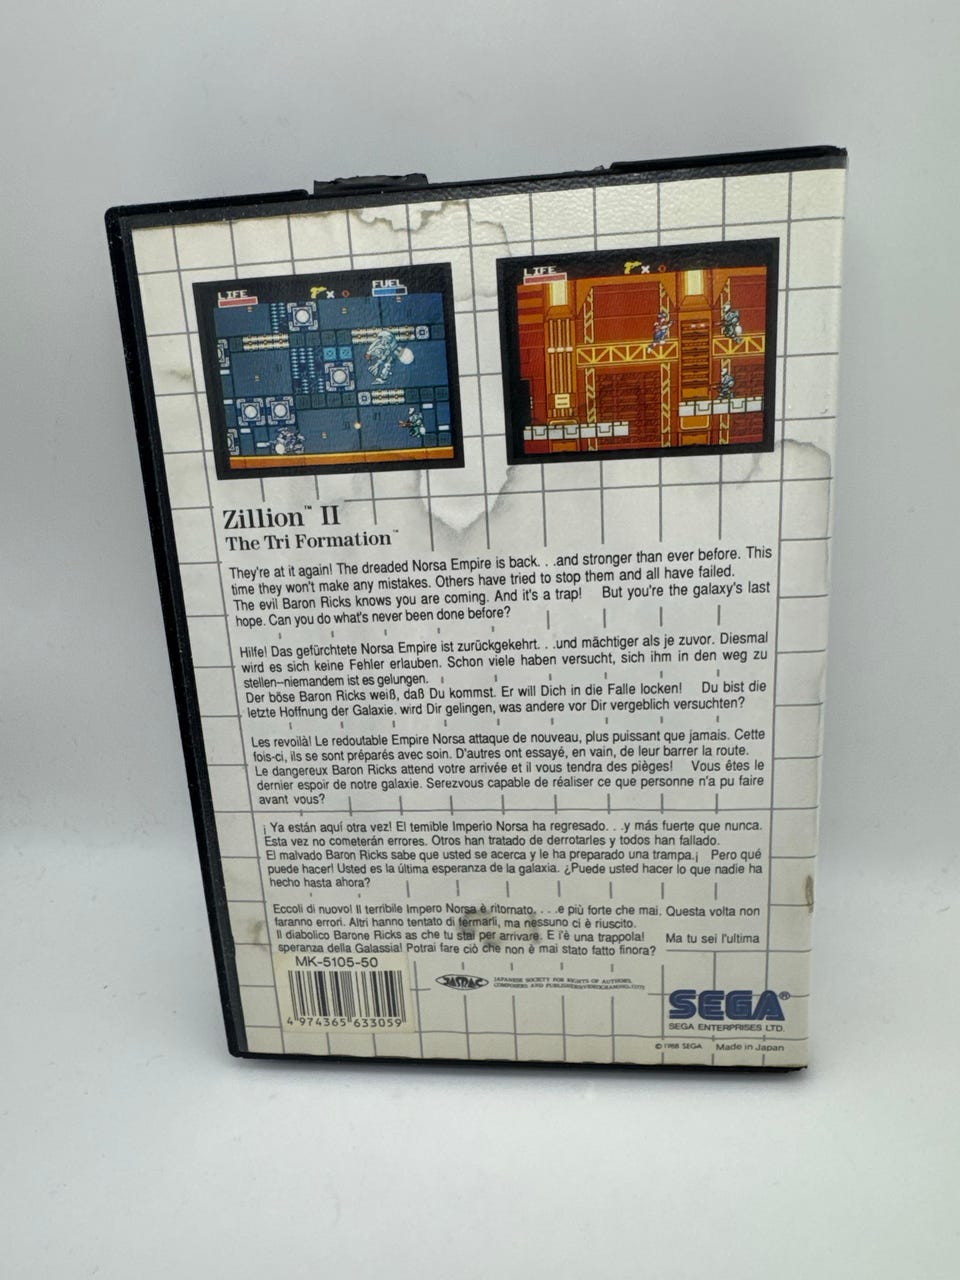 LIFE
x 0
FUEL
LIFE
x 0
Zillion™ II
The Tri Formation™
They're at it again! The dreaded Norsa Empire is back. . .and stronger than ever before. This
time they won't make any mistakes. Others have tried to stop them and all have failed.
The evil Baron Ricks knows you are coming. And it's a trap! But you're the galaxy's last
hope. Can you do what's never been done before?
Hilfe! Das gefürchtete Norsa Empire ist zurückgekehrt. . .und mächtiger als je zuvor. Diesmal
wird es sich keine Fehler erlauben. Schon viele haben versucht, sich ihm in den weg zu
stellen–niemandem ist es gelungen.
Der böse Baron Ricks weiß, daß Du kommst. Er will Dich in die Falle locken! Du bist die
letzte Hoffnung der Galaxie. wird Dir gelingen, was andere vor Dir vergeblich versuchten?
Les revoilà! Le redoutable Empire Norsa attaque de nouveau, plus puissant que jamais. Cette
fois-ci, ils se sont préparés avec soin. D'autres ont essayé, en vain, de leur barrer la route.
Le dangereux Baron Ricks attend votre arrivée et il vous tendra des pièges! Vous êtes le
dernier espoir de notre galaxie. Serezvous capable de réaliser ce que personne n'a pu faire
avant vous?
¡ Ya están aquí otra vez! El temible Imperio Norsa ha regresado. . .y más fuerte que nunca.
Esta vez no cometerán errores. Otros han tratado de derrotarles y todos han fallado.
El malvado Baron Ricks sabe que usted se acerca y le ha preparado una trampa.¡ Pero qué
puede hacer! Usted es la última esperanza de la galaxia. ¿Puede usted hacer lo que nadie ha
hecho hasta ahora?
Eccoli di nuovo! Il terribile Impero Norsa è ritornato. . . .e più forte che mai. Questa volta non
faranno errori. Altri hanno tentato di fermarli, ma nessuno ci è riuscito.
Il diabolico Barone Ricks as che tu stai per arrivare. E l'è una trappola! Ma tu sei l'ultima
speranza della Galassia! Potrai fare ciò che non è mai stato fatto finora?
MK-5105-50
4 974365 633059
JASRAC
JAPANESE SOCIETY FOR RIGHTS OF AUTHORS,
COMPOSERS AND PUBLISHERS
SEGA®
SEGA ENTERPRISES LTD.
© 1988 SEGA Made in Japan